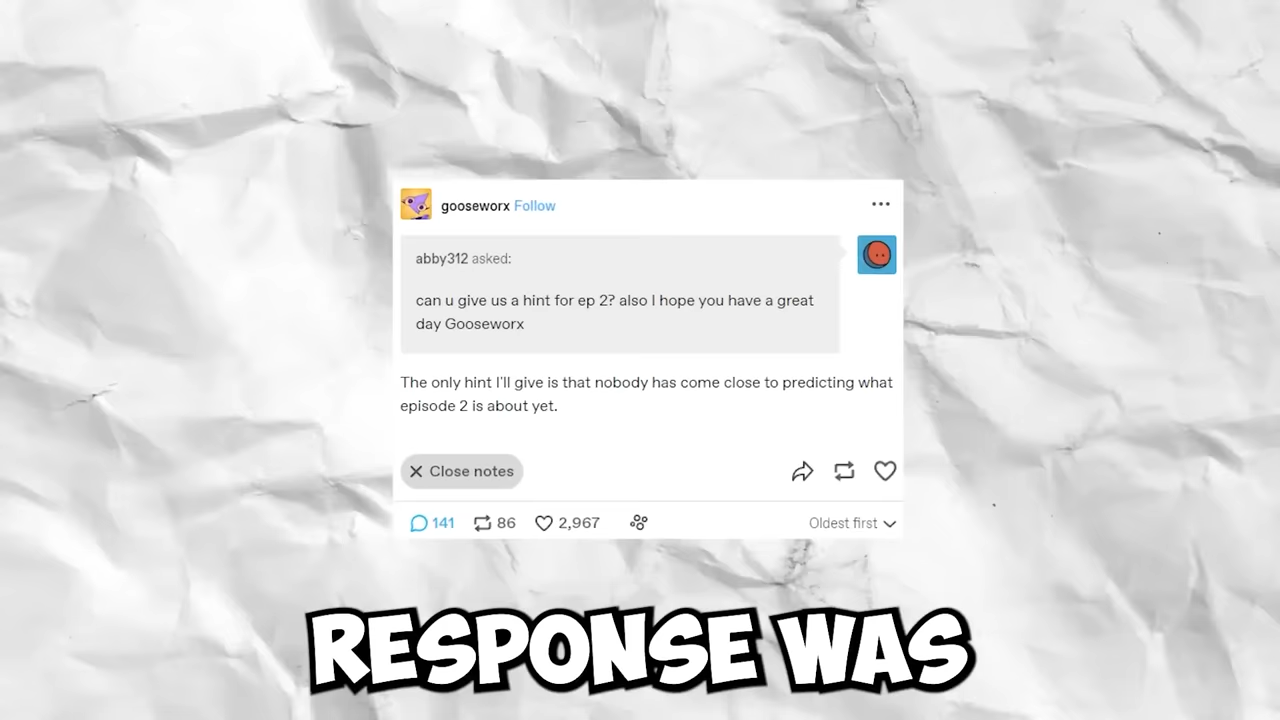 gooseworx Follow
abby312 asked:
can u give us a hint for ep 2? also I hope you have a great
day Gooseworx
The only hint I'll give is that nobody has come close to predicting what
episode 2 is about yet.
Close notes
141 86 2,967 Oldest first
RESPONSE WAS